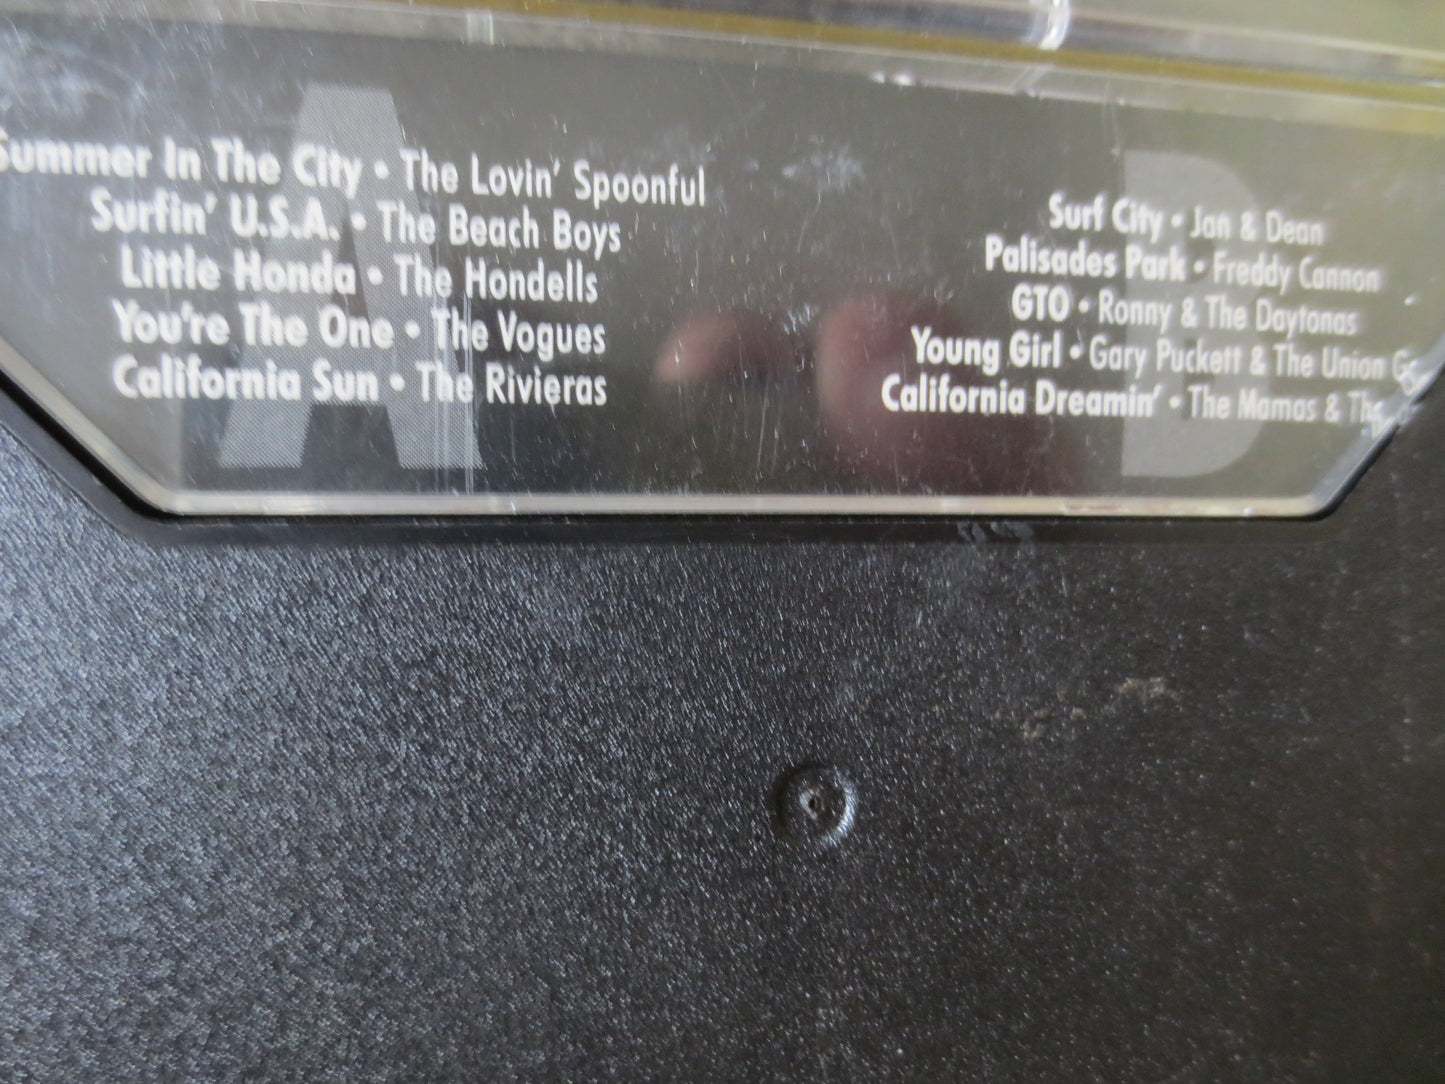 A
Summer In The City • The Lovin' Spoonful
Surfin' U.S.A. • The Beach Boys
Little Honda • The Hondells
You're The One • The Vogues
California Sun • The Rivieras
B
Surf City • Jan & Dean
Palisades Park • Freddy Cannon
GTO • Ronny & The Daytonas
Young Girl • Gary Puckett & The Union
California Dreamin' • The Mamas & The